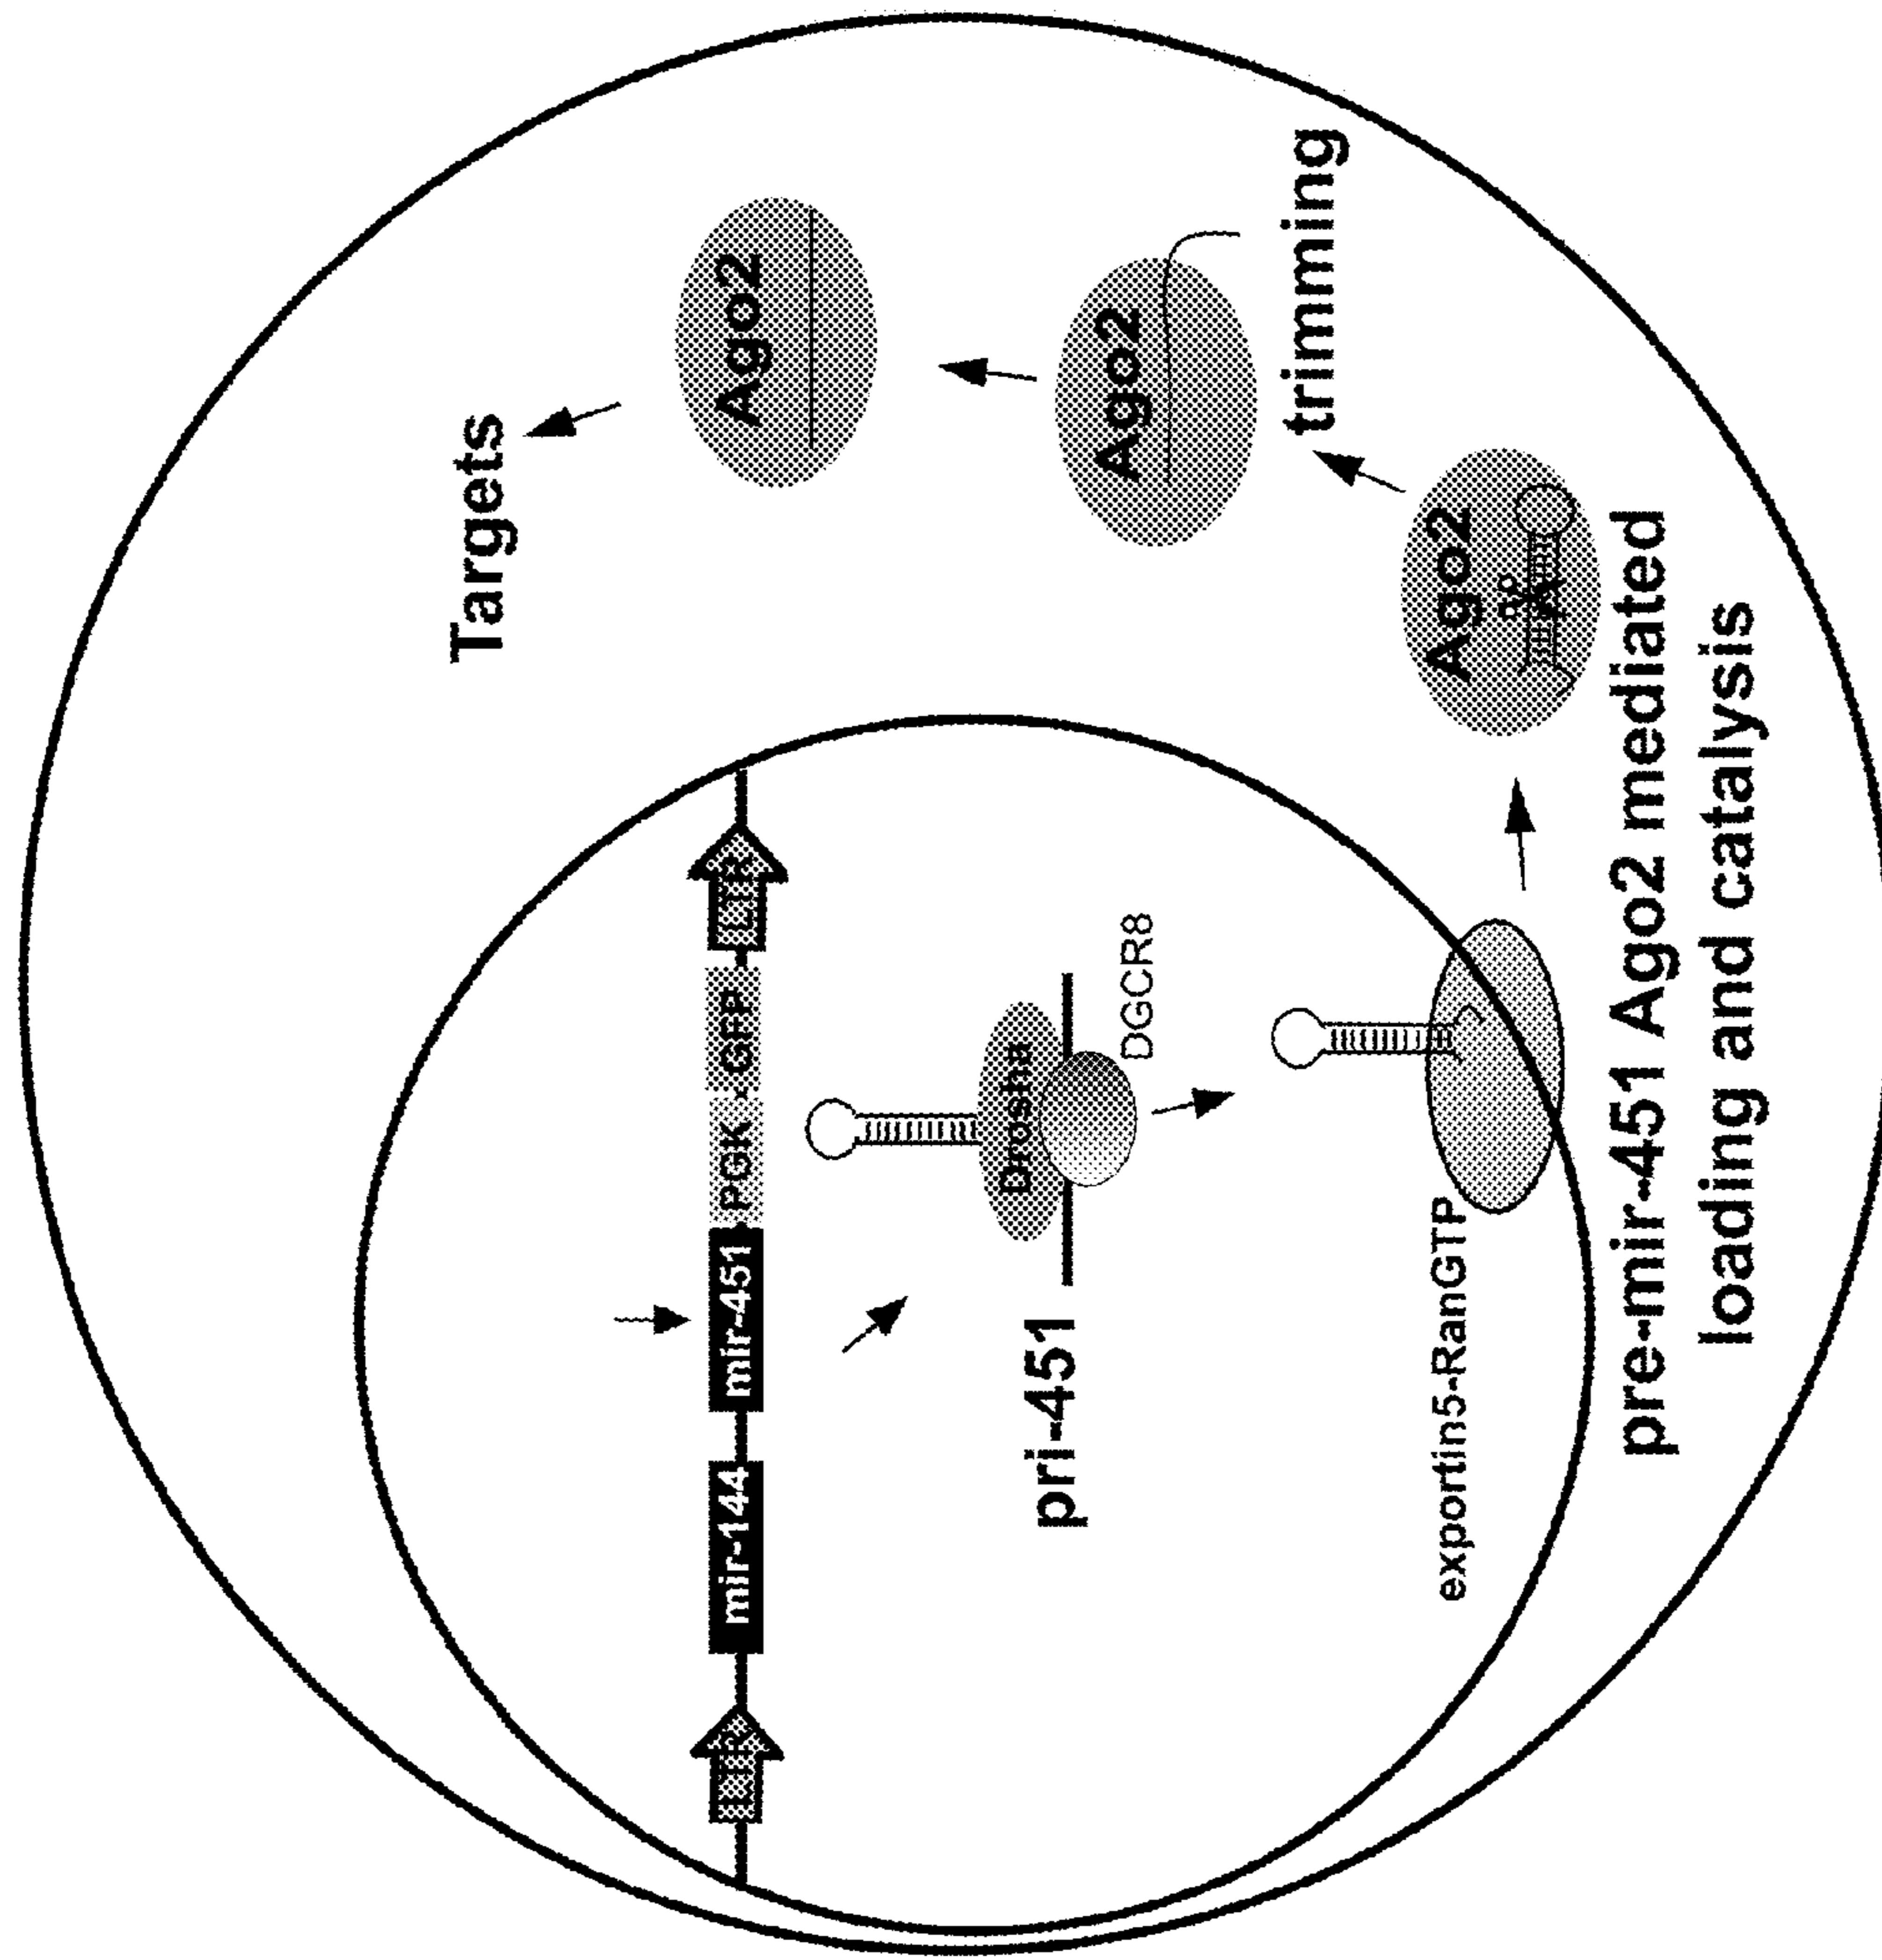 Targets
Ago2
Ago2
trimming
Ago2
LTR
mir-144
mir-451
PGK
GFP
LTR
pri-451
Drosha
DGCR8
exportin5-RanGTP
pre-mir-451 Ago2 mediated
loading and catalysis